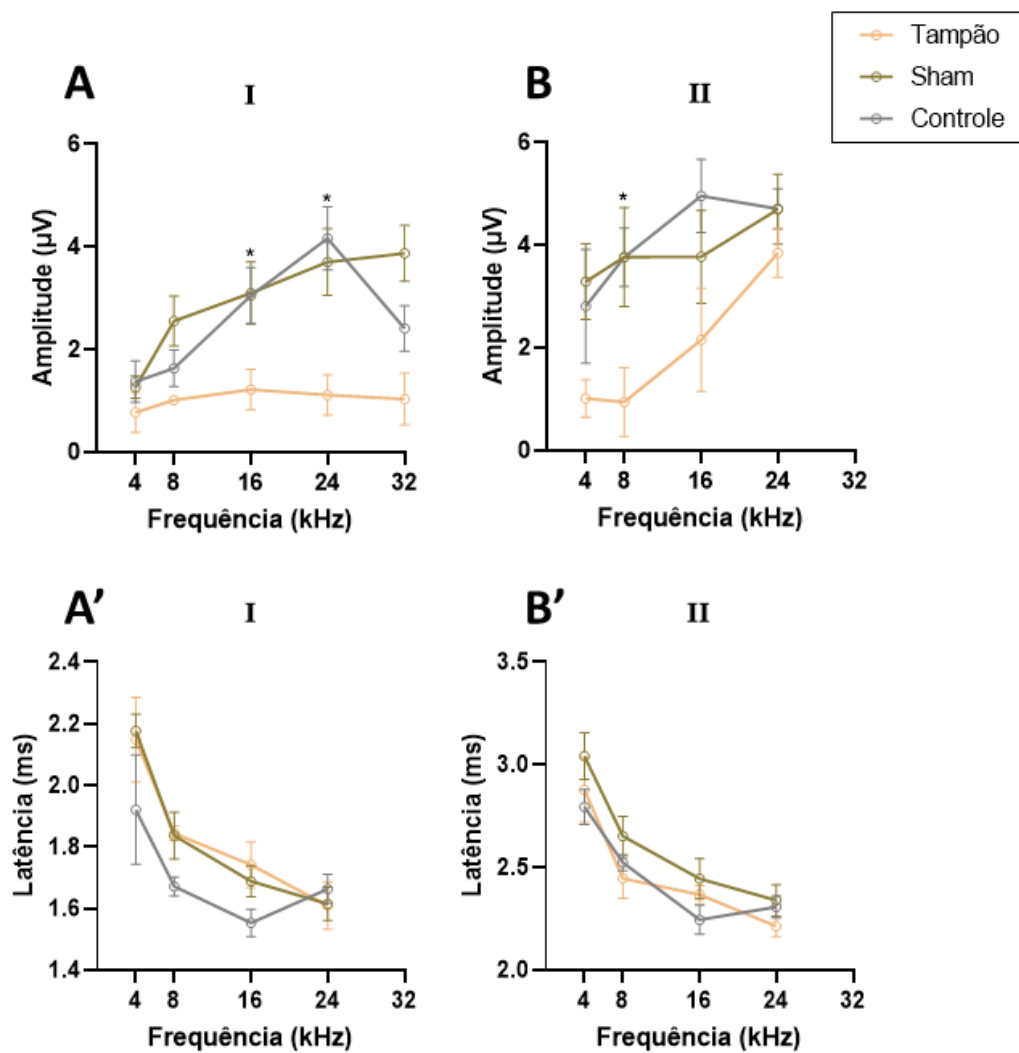 Tampão
Sham
Controle
A
I
Amplitude (µV)
6
4
2
0
*
*
4 8 16 24 32
Frequência (kHz)
B
II
Amplitude (µV)
6
4
2
0
*
4 8 16 24 32
Frequência (kHz)
A’
I
Latência (ms)
2.4
2.2
2.0
1.8
1.6
1.4
4 8 16 24 32
Frequência (kHz)
B’
II
Latência (ms)
3.5
3.0
2.5
2.0
4 8 16 24 32
Frequência (kHz)